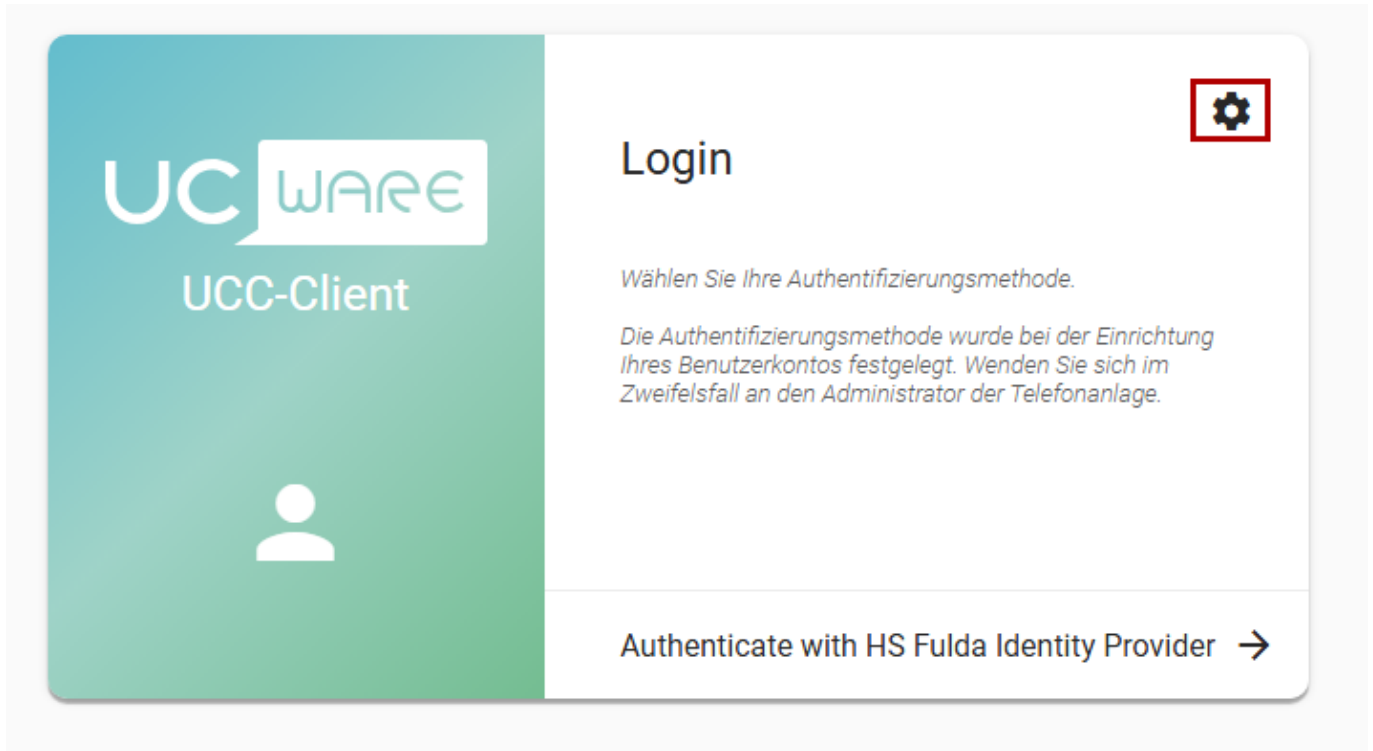 UC WARE
UCC-Client
Login
Wählen Sie Ihre Authentifizierungsmethode.
Die Authentifizierungsmethode wurde bei der Einrichtung
Ihres Benutzerkontos festgelegt. Wenden Sie sich im
Zweifelsfall an den Administrator der Telefonanlage.
Authenticate with HS Fulda Identity Provider